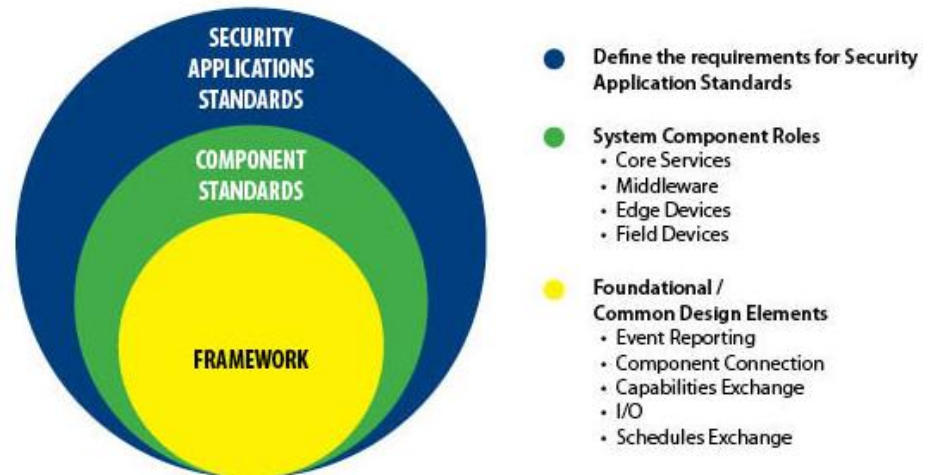 SECURITY
APPLICATIONS
STANDARDS
COMPONENT
STANDARDS
FRAMEWORK
Define the requirements for Security
Application Standards
System Component Roles
• Core Services
• Middleware
• Edge Devices
• Field Devices
Foundational /
Common Design Elements
• Event Reporting
• Component Connection
• Capabilities Exchange
• I/O
• Schedules Exchange